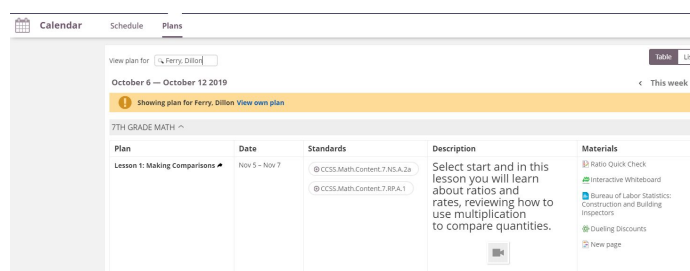 Calendar Schedule Plans
View plan for Ferry, Dillon
Table
October 6 — October 12 2019 < This week
Showing plan for Ferry, Dillon View own plan
7TH GRADE MATH
Plan Date Standards Description Materials
Lesson 1: Making Comparisons Nov 5 – Nov 7
CCSS.Math.Content.7.NS.A.2a
CCSS.Math.Content.7.RP.A.1
Select start and in this
lesson you will learn
about ratios and
rates, reviewing how to
use multiplication
to compare quantities.
Ratio Quick Check
Interactive Whiteboard
Bureau of Labor Statistics:
Construction and Building
Inspectors
Dueling Discounts
New page